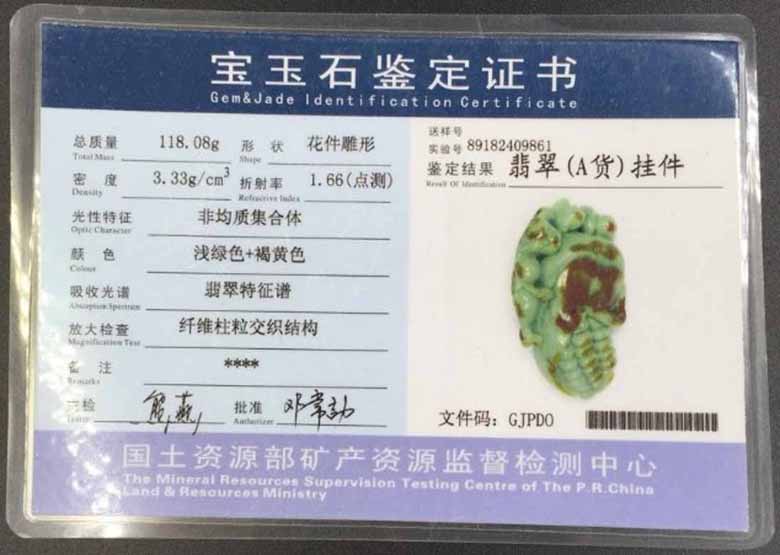 宝玉石鉴定证书
Gem&Jade Identification Certificate
总质量 118.08g 形状 花件雕形
Total Mass Shape
密度 3.33g/cm³ 折射率 1.66(点测)
Density Refractive Index
光性特征 非均质集合体
Optic Character
颜色 浅绿色+褐黄色
Colour
吸收光谱 翡翠特征谱
Absorption Spectrum
放大检查 纤维柱粒交织结构
Magnification Test
备注 ****
Remarks
批准
Authorizer
送样号
实验号 89182409861
鉴定结果 翡翠(A货)挂件
Result Of Identification
文件码: GJPDO
国土资源部矿产资源监督检测中心
The Mineral Resources Supervision Testing Centre of The P.R.China
Land & Resources Ministry